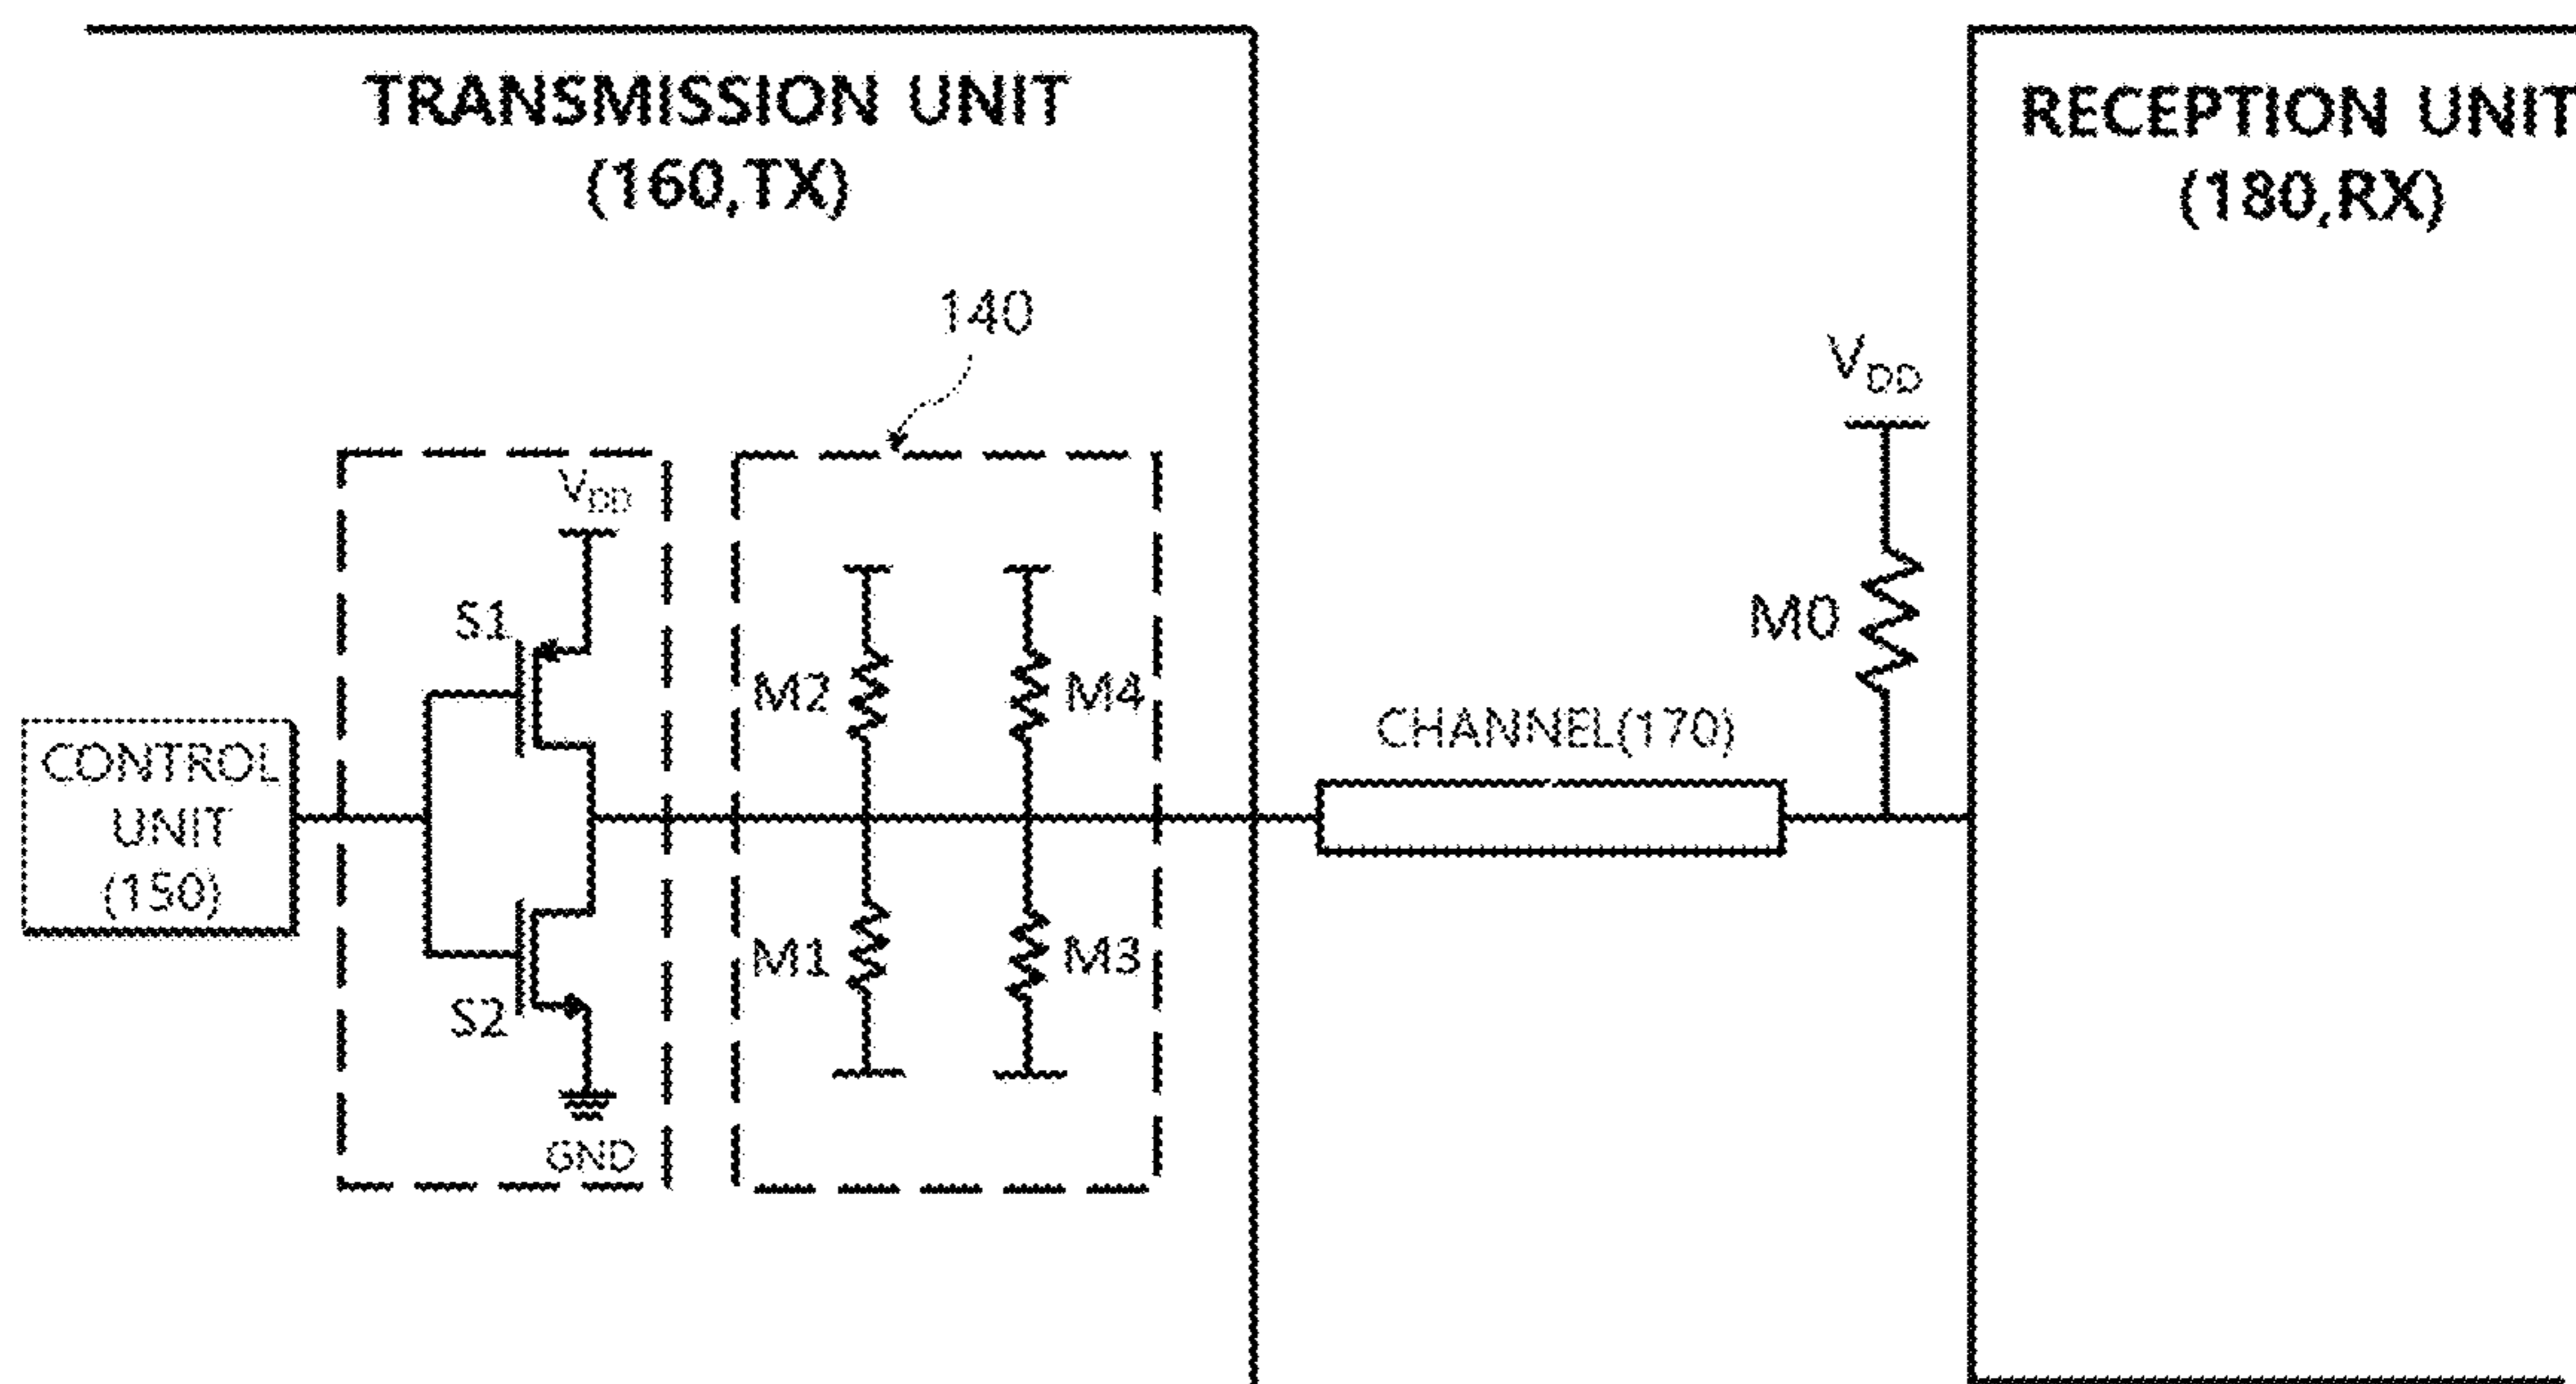 TRANSMISSION UNIT
(160,TX)
RECEPTION UNIT
(180,RX)
140
VDD
VDD
S1
M2
M4
M0
CONTROL
UNIT
(150)
CHANNEL(170)
M1
M3
S2
GND